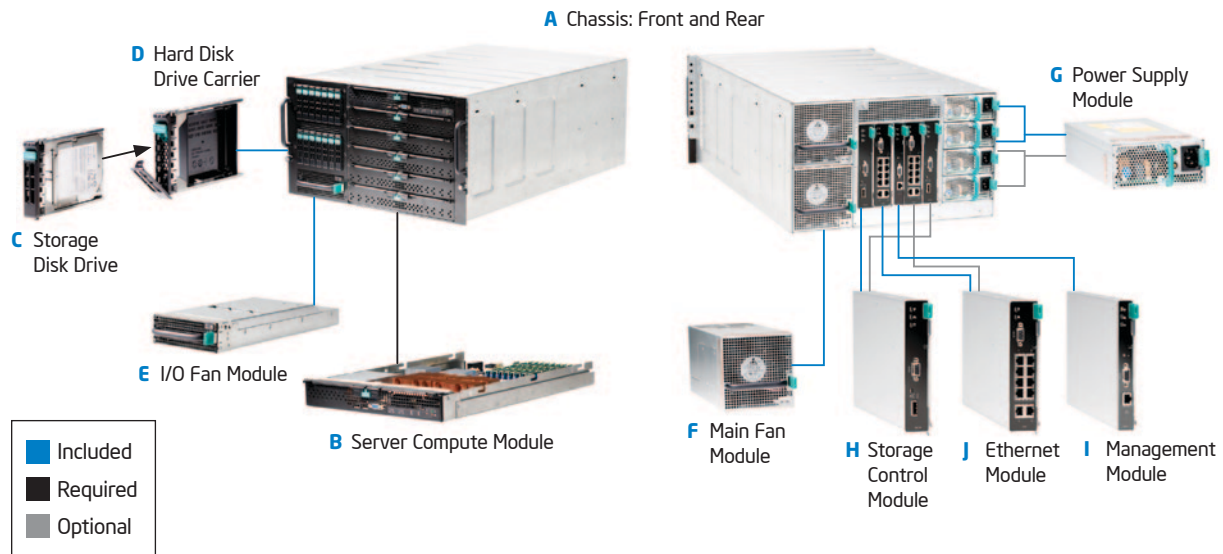 A Chassis: Front and Rear
D Hard Disk
Drive Carrier
G Power Supply
Module
C Storage
Disk Drive
E I/O Fan Module
B Server Compute Module
F Main Fan
Module
H Storage
Control
Module
J Ethernet
Module
I Management
Module
Included
Required
Optional